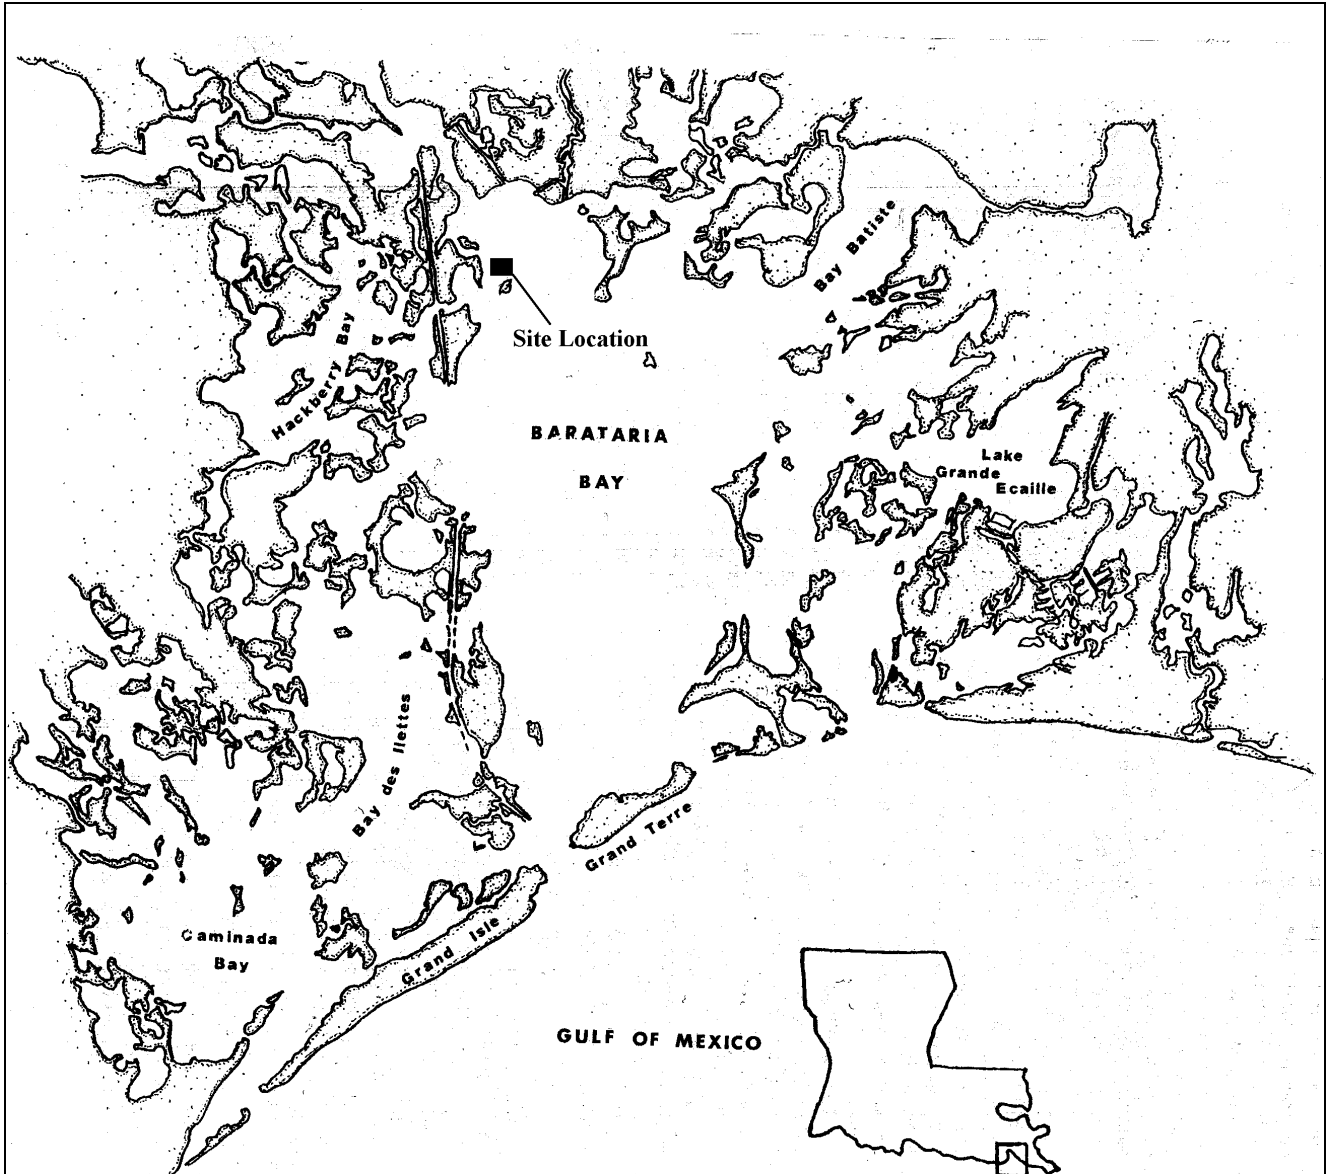 Bay Batiste
Site Location
Hackberry Bay
BARATARIA
BAY
Lake
Grande
Ecaille
Bay des Ilettes
Grand Terre
Caminada
Bay
Grand Isle
GULF OF MEXICO